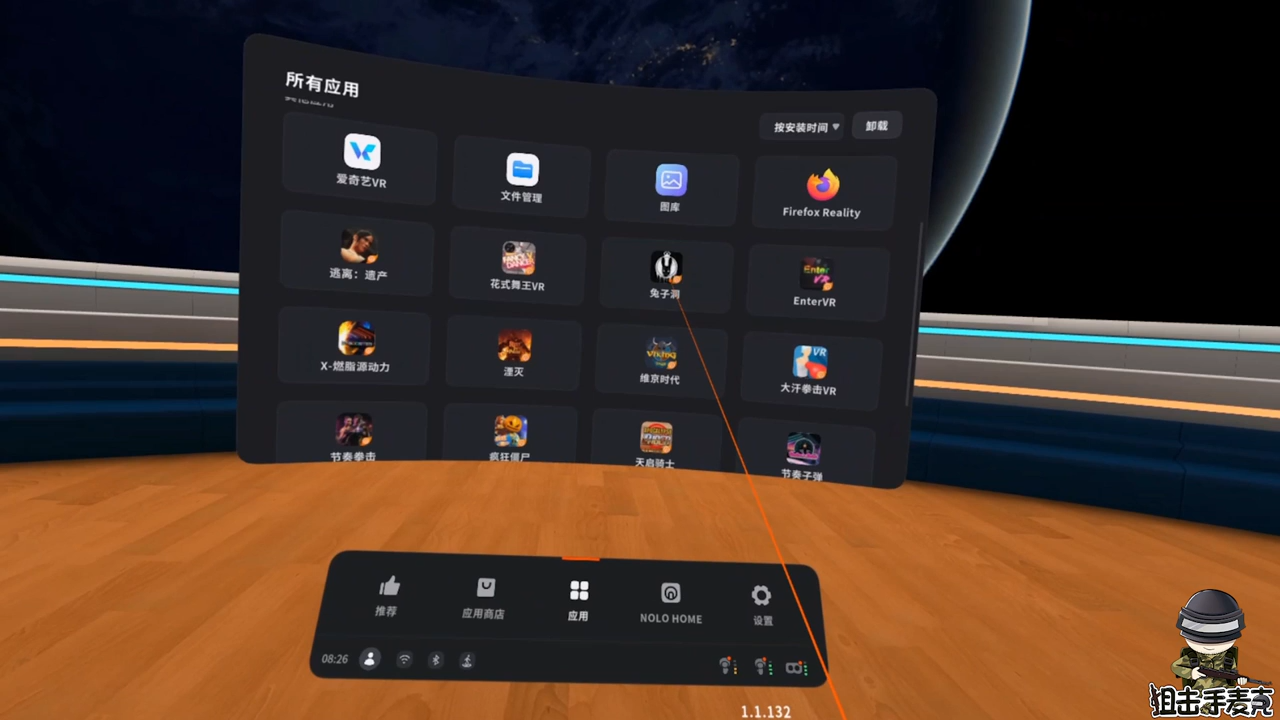 所有应用
按安装时间
卸载
爱奇艺VR
文件管理
图库
Firefox Reality
逃离：遗产
花式舞王VR
兔子洞
Enter VR
EnterVR
X-燃脂源动力
湮灭
VIKING
维京时代
VR
大汗拳击VR
节奏拳击
疯狂僵尸
天启骑士
节奏子弹
推荐
应用商店
应用
NOLO HOME
设置
08:26
1.1.132
狙击手麦克